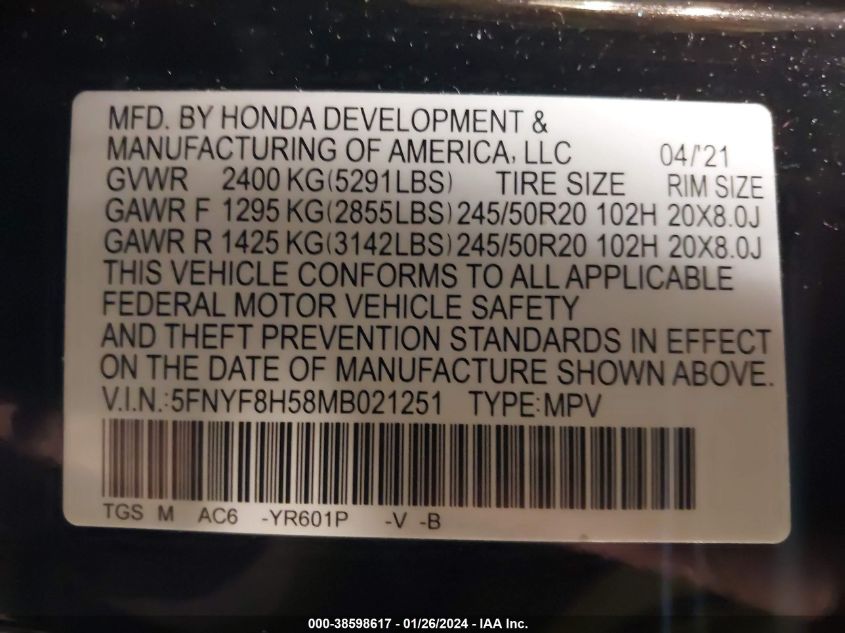 MFD. BY HONDA DEVELOPMENT &
MANUFACTURING OF AMERICA, LLC 04/'21
GVWR 2400 KG(5291LBS) TIRE SIZE RIM SIZE
GAWR F 1295 KG(2855LBS) 245/50R20 102H 20X8.0J
GAWR R 1425 KG(3142LBS) 245/50R20 102H 20X8.0J
THIS VEHICLE CONFORMS TO ALL APPLICABLE
FEDERAL MOTOR VEHICLE SAFETY
AND THEFT PREVENTION STANDARDS IN EFFECT
ON THE DATE OF MANUFACTURE SHOWN ABOVE.
V.I.N.:5FNYF8H58MB021251 TYPE:MPV
TGS M AC6 -YR601P -V -B
000-38598617 - 01/26/2024 - IAA Inc.